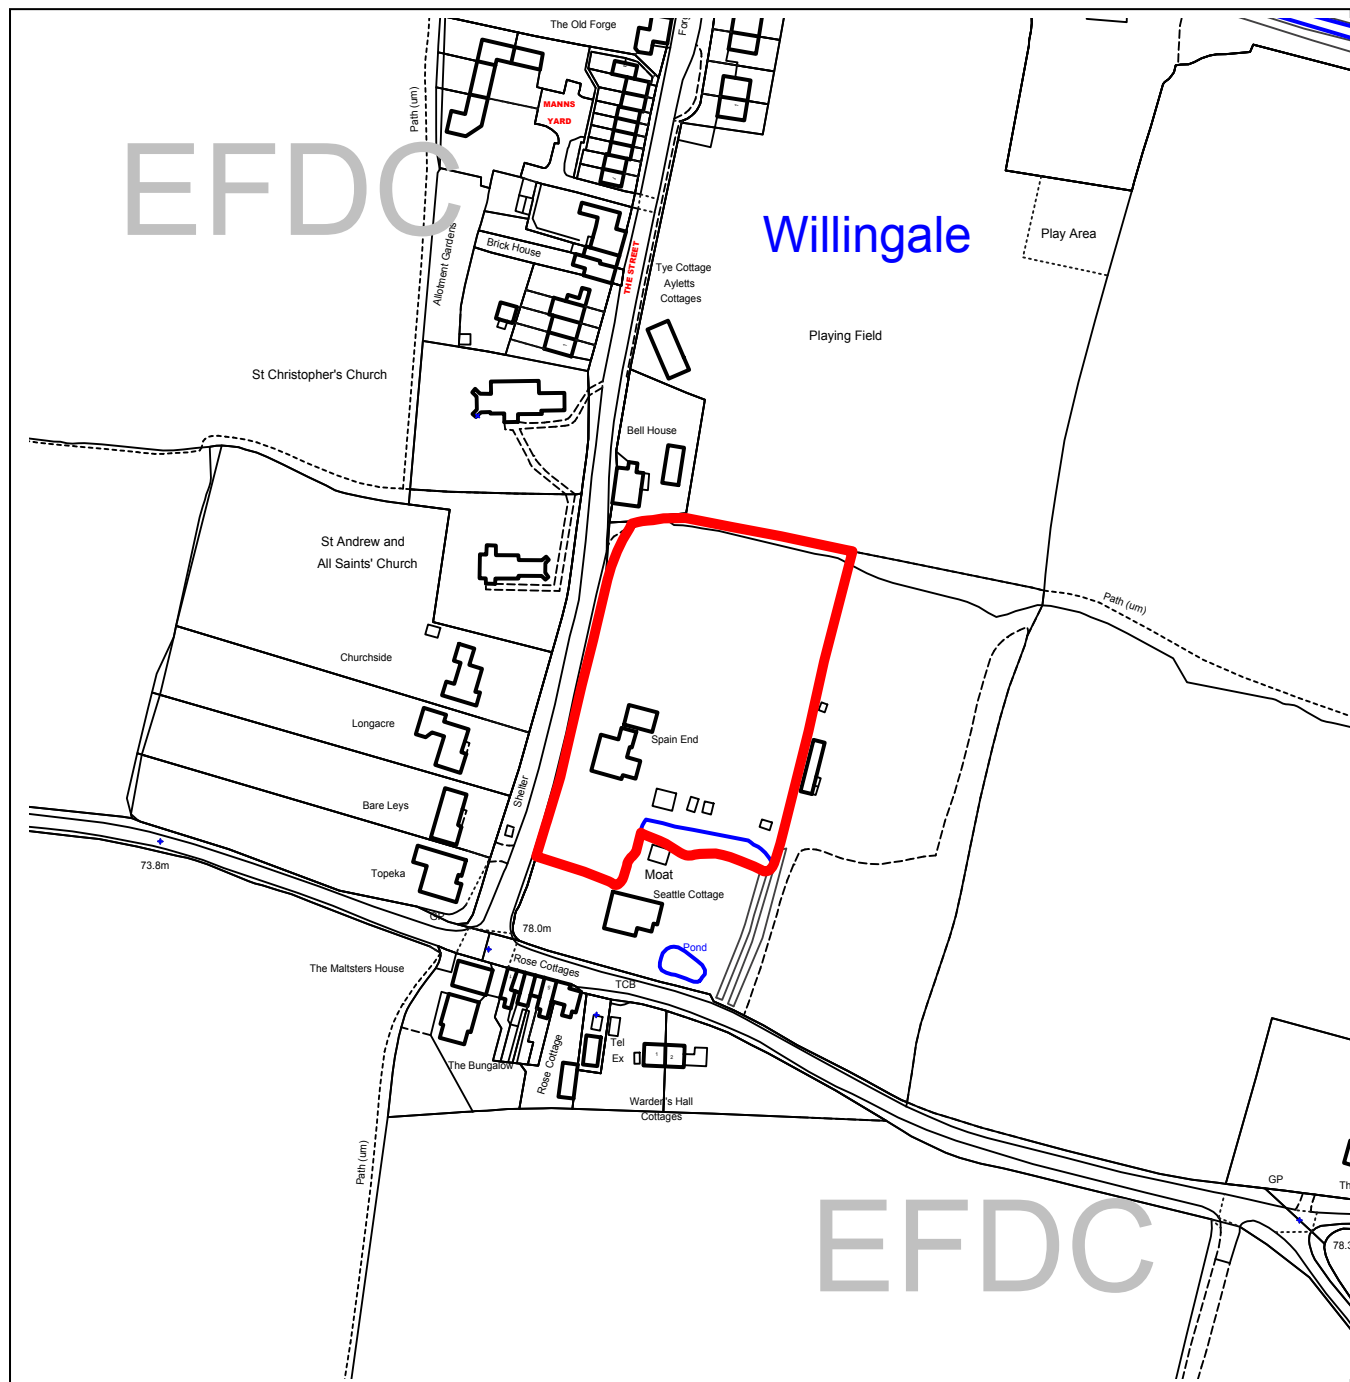 The Old Forge
MANNS
YARD
Path (um)
EFDC
Willingale
Play Area
Allotment Gardens
Brick House
THE STREET
Tye Cottage
Ayletts
Cottages
Playing Field
St Christopher's Church
Bell House
St Andrew and
All Saints' Church
Path (um)
Churchside
Longacre
Spain End
Shelter
Bare Leys
73.8m
Topeka
Moat
Seattle Cottage
GP
78.0m
Pond
The Maltsters House
Rose Cottages
TCB
Tel
Ex
The Bungalow
Rose Cottage
1 2
Warden's Hall
Cottages
Path (um)
GP
EFDC